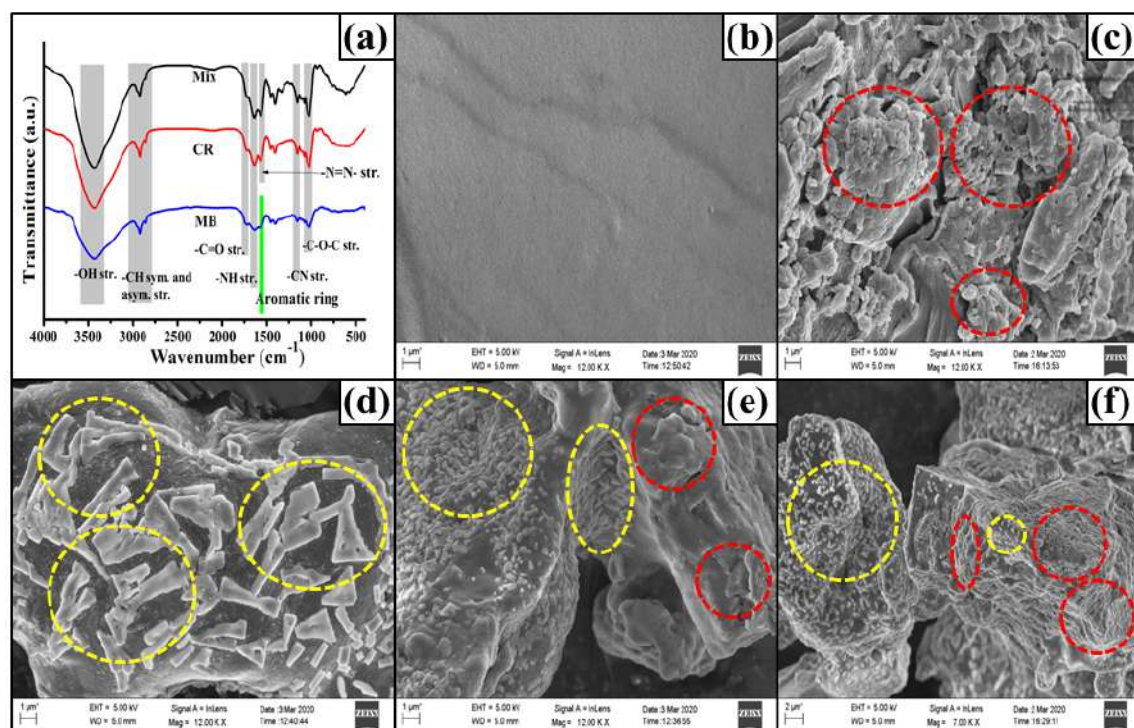 (a)
Mix
CR
MB
-N=N- str.
-C=O str.
-C-O-C str.
-OH str.
-CH sym. and
asym. str.
-NH str.
-CN str.
Aromatic ring
Transmittance (a.u.)
4000 3500 3000 2500 2000 1500 1000 500
Wavenumber (cm-1)
(b)
1 µm*
EHT = 5.00 kV Signal A = InLens Date :3 Mar 2020
WD = 5.0 mm Mag = 12.00 K X Time :12:50:42
ZEISS
(c)
1 µm*
EHT = 5.00 kV Signal A = InLens Date :2 Mar 2020
WD = 5.0 mm Mag = 12.00 K X Time :16:13:53
ZEISS
(d)
1 µm*
EHT = 5.00 kV Signal A = InLens Date :3 Mar 2020
WD = 5.0 mm Mag = 12.00 K X Time :12:40:44
ZEISS
(e)
1 µm*
EHT = 5.00 kV Signal A = InLens Date :3 Mar 2020
WD = 5.0 mm Mag = 12.00 K X Time :12:36:55
ZEISS
(f)
2 µm*
EHT = 5.00 kV Signal A = InLens Date :2 Mar 2020
WD = 5.0 mm Mag = 7.00 K X
ZEISS